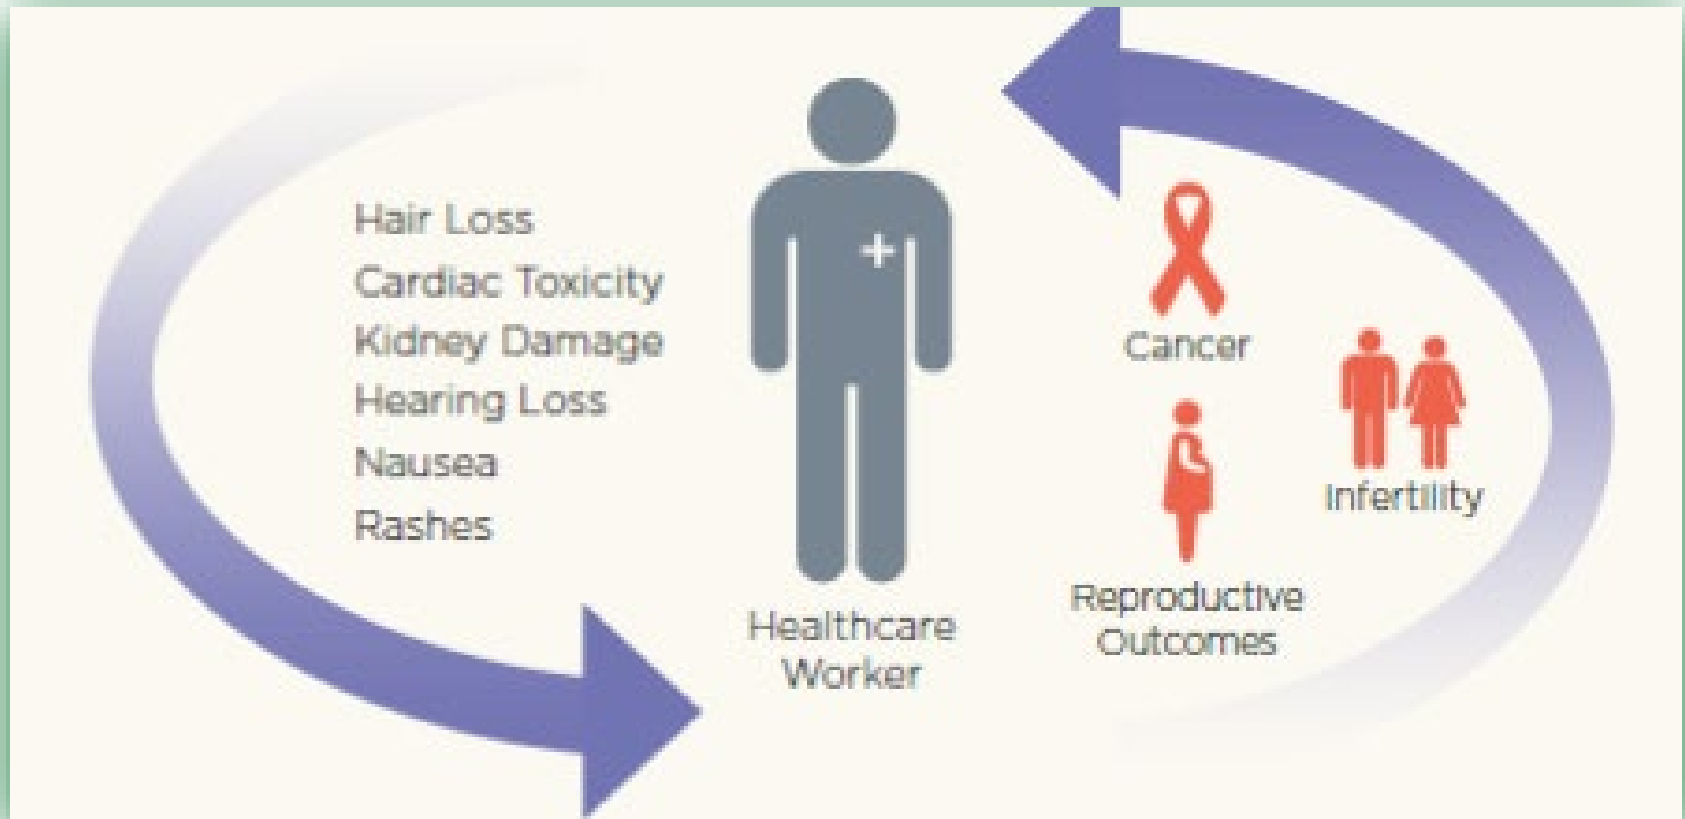 Hair Loss
Cardiac Toxicity
Kidney Damage
Hearing Loss
Nausea
Rashes
Healthcare
Worker
Cancer
Infertility
Reproductive
Outcomes